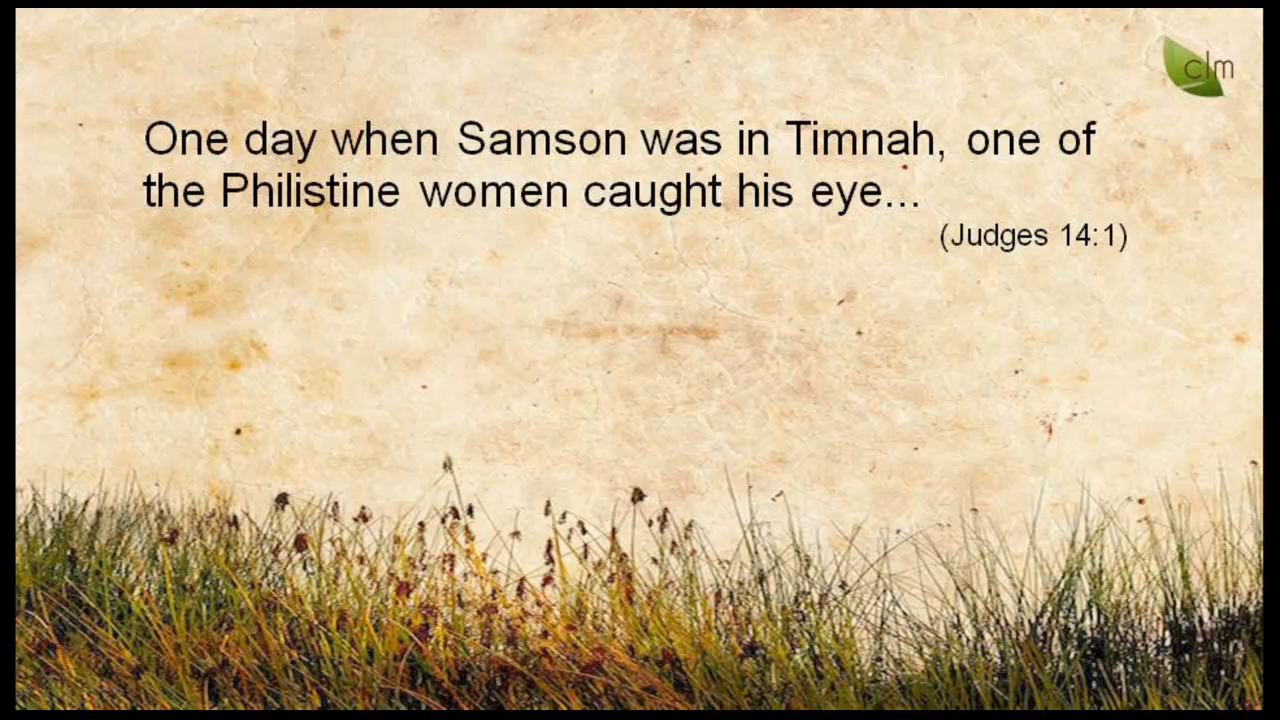 clm
One day when Samson was in Timnah, one of
the Philistine women caught his eye...
(Judges 14:1)